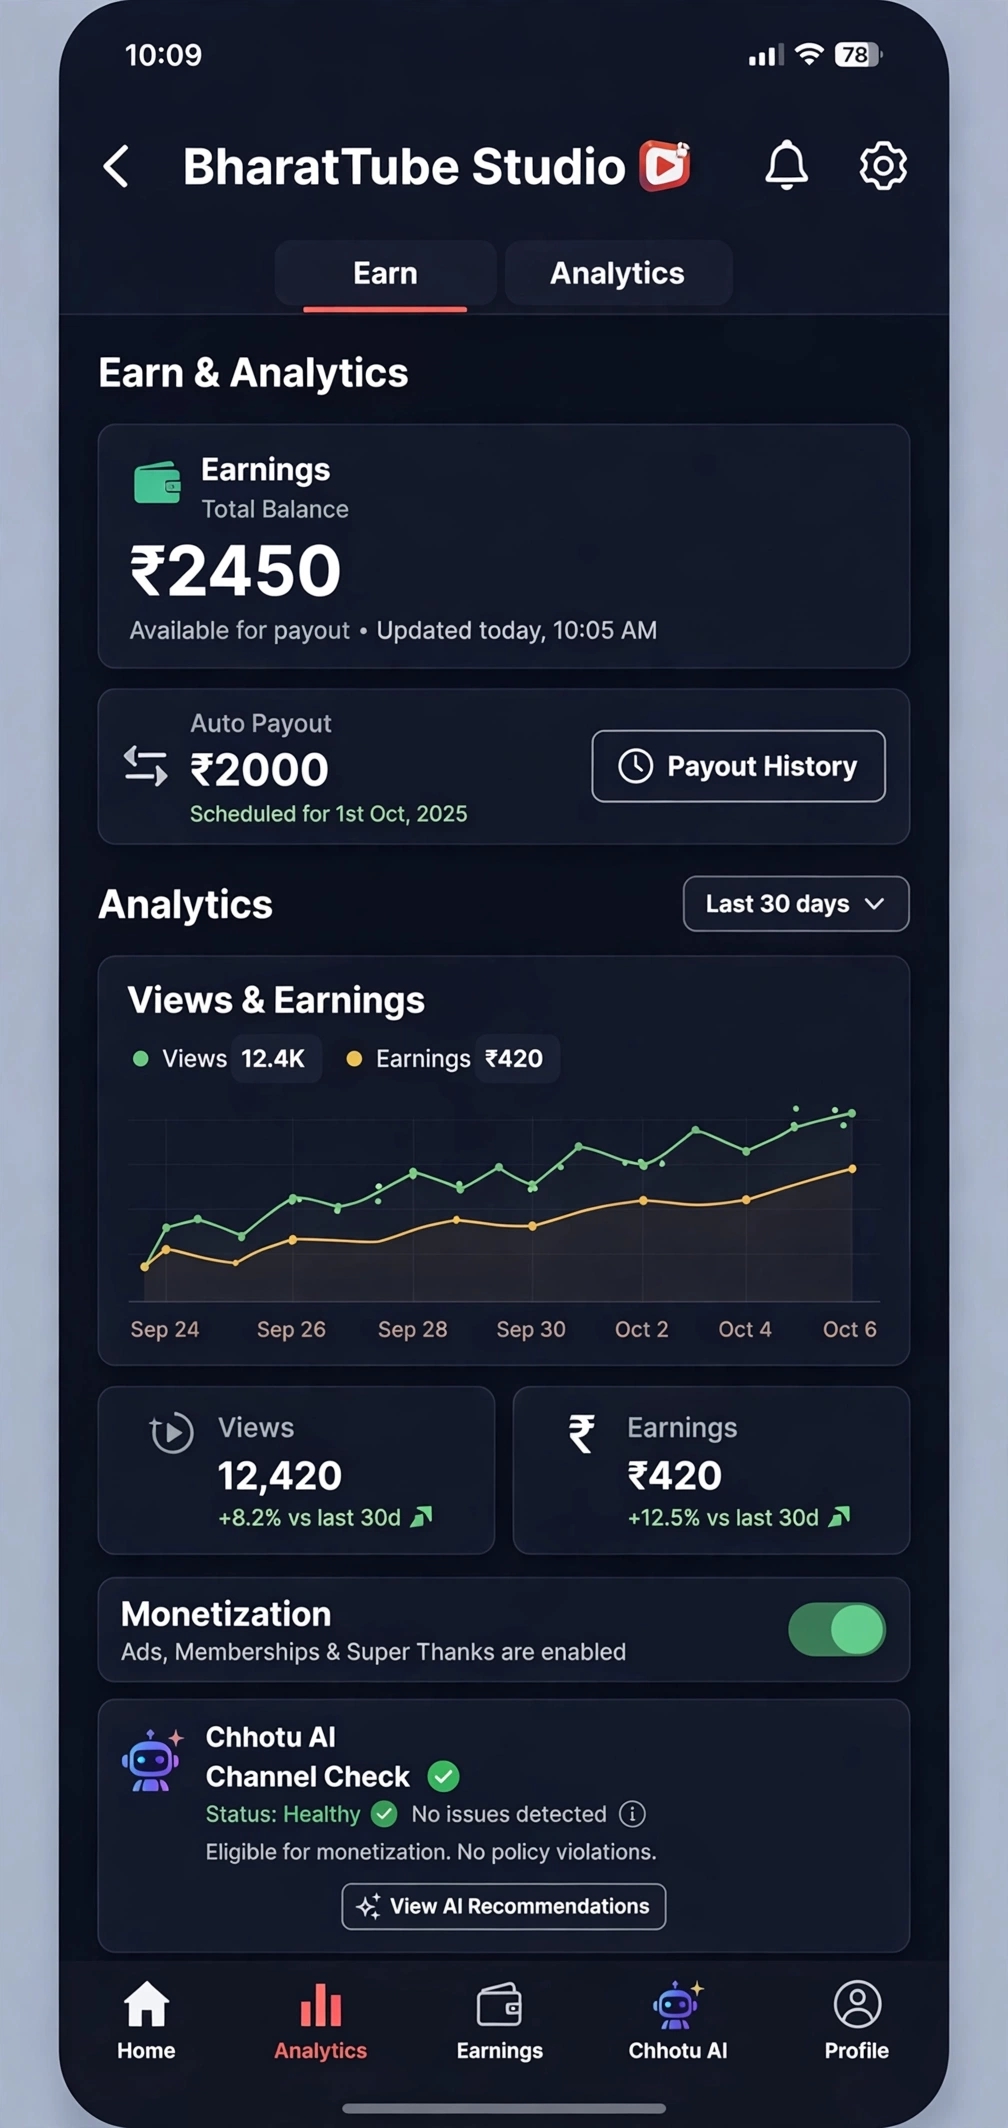 10:09
78
BharatTube Studio
Earn
Analytics
Earn & Analytics
Earnings
Total Balance
₹2450
Available for payout • Updated today, 10:05 AM
Auto Payout
₹2000
Scheduled for 1st Oct, 2025
Payout History
Analytics
Last 30 days
Views & Earnings
Views 12.4K
Earnings ₹420
Sep 24 Sep 26 Sep 28 Sep 30 Oct 2 Oct 4 Oct 6
Views
12,420
+8.2% vs last 30d
₹
Earnings
₹420
+12.5% vs last 30d
Monetization
Ads, Memberships & Super Thanks are enabled
Chhotu AI
Channel Check
Status: Healthy No issues detected
Eligible for monetization. No policy violations.
View AI Recommendations
Home Analytics Earnings Chhotu AI Profile